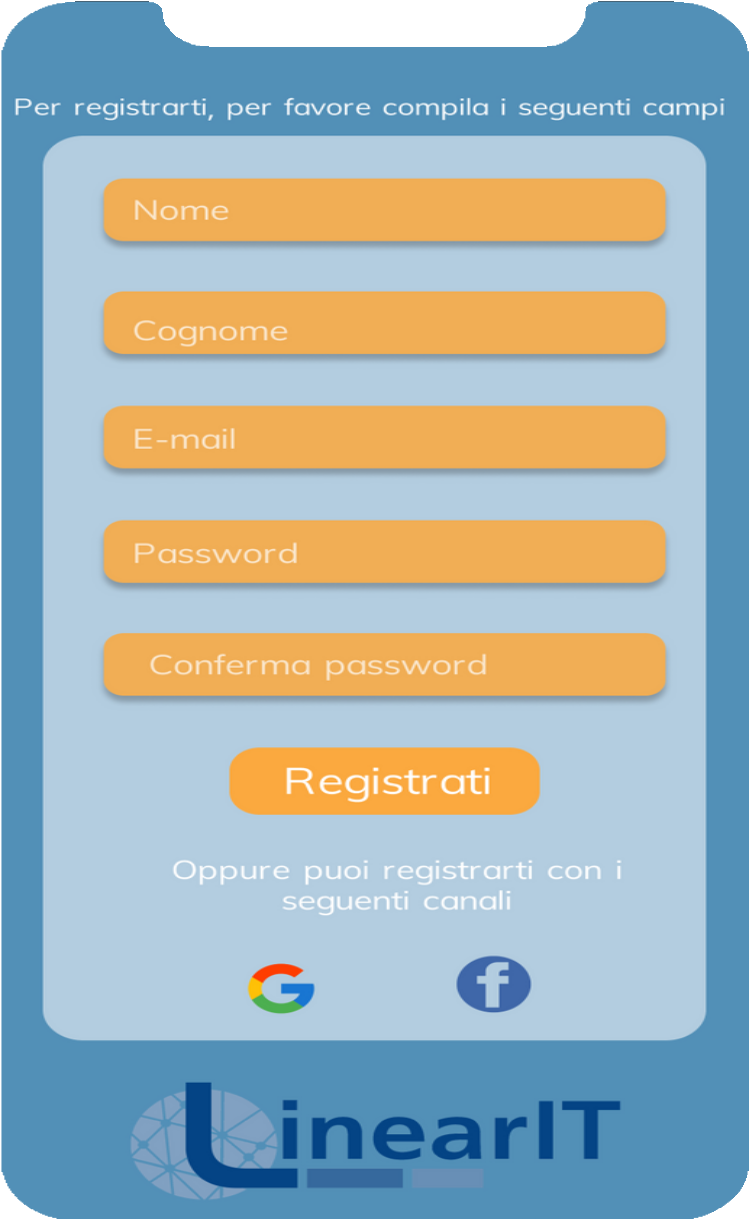 Per registrarti, per favore compila i seguenti campi
Nome
Cognome
E-mail
Password
Conferma password
Registrati
Oppure puoi registrarti con i
seguenti canali
LinearIT